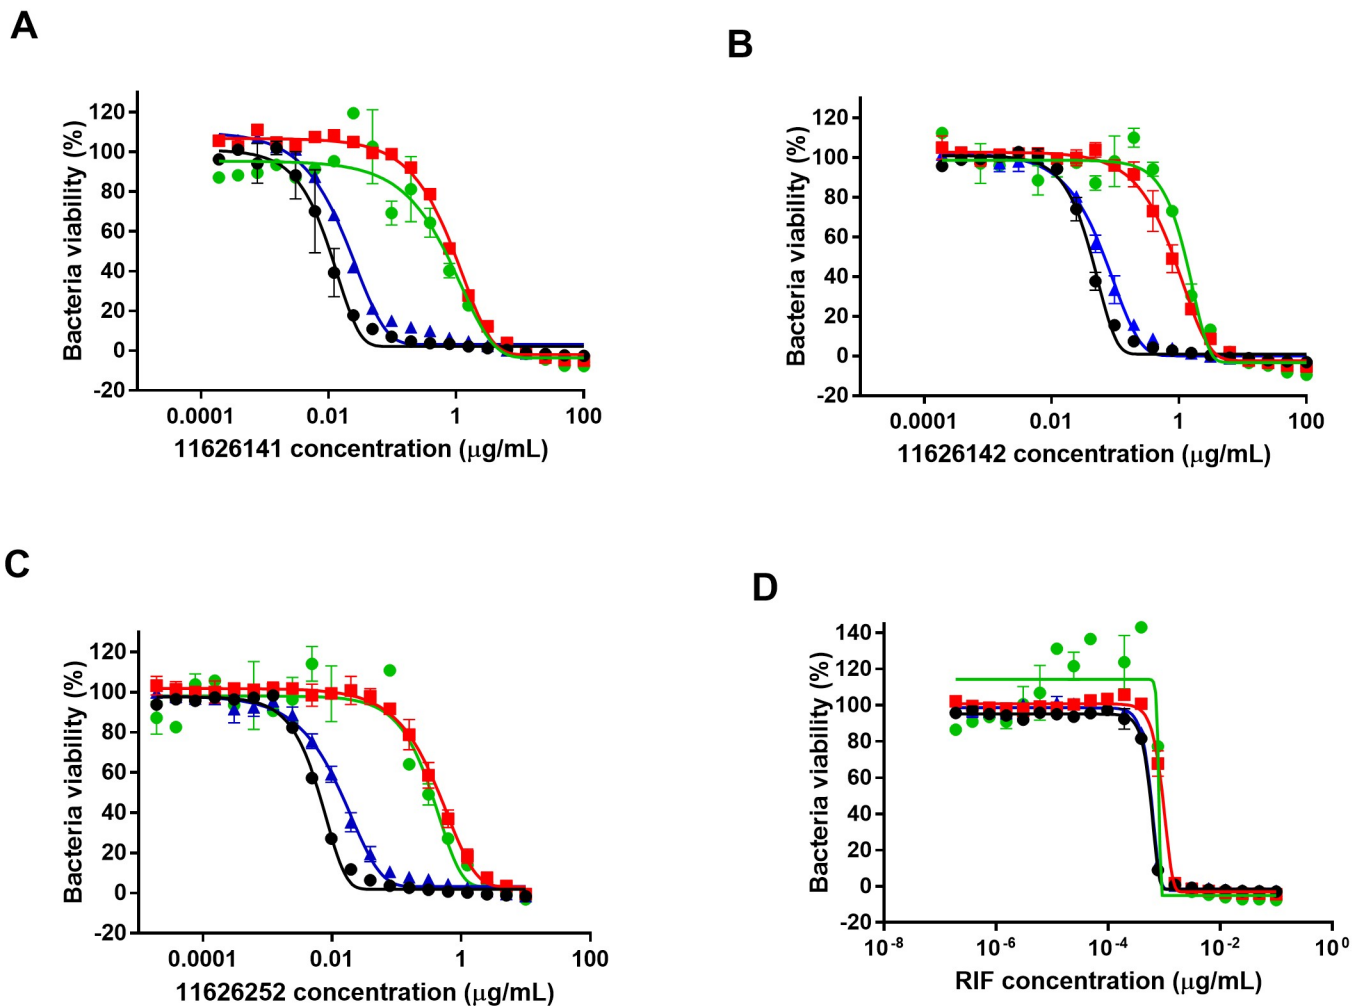 A
Bacteria viability (%)
120
100
80
60
40
20
0
-20
0.0001 0.01 1 100
11626141 concentration (μg/mL)
B
Bacteria viability (%)
120
100
80
60
40
20
0
-20
0.0001 0.01 1 100
11626142 concentration (μg/mL)
C
Bacteria viability (%)
120
100
80
60
40
20
0
-20
0.0001 0.01 1 100
11626252 concentration (μg/mL)
D
Bacteria viability (%)
140
120
100
80
60
40
20
0
-20
10⁻⁸ 10⁻⁶ 10⁻⁴ 10⁻² 10⁰
RIF concentration (μg/mL)